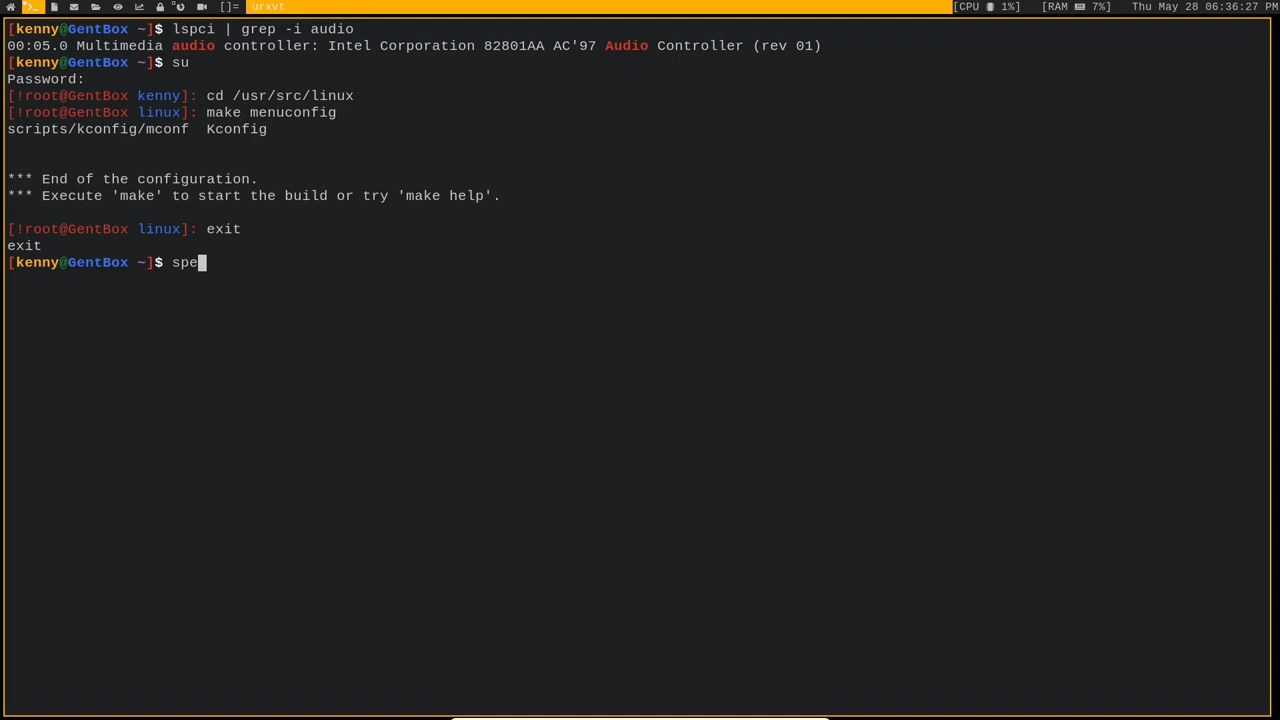 []= urxvt [CPU 1%] [RAM 7%] Thu May 28 06:36:27 PM
[kenny@GentBox ~]$ lspci | grep -i audio
00:05.0 Multimedia audio controller: Intel Corporation 82801AA AC'97 Audio Controller (rev 01)
[kenny@GentBox ~]$ su
Password:
[!root@GentBox kenny]: cd /usr/src/linux
[!root@GentBox linux]: make menuconfig
scripts/kconfig/mconf  Kconfig
*** End of the configuration.
*** Execute 'make' to start the build or try 'make help'.
[!root@GentBox linux]: exit
exit
[kenny@GentBox ~]$ spe